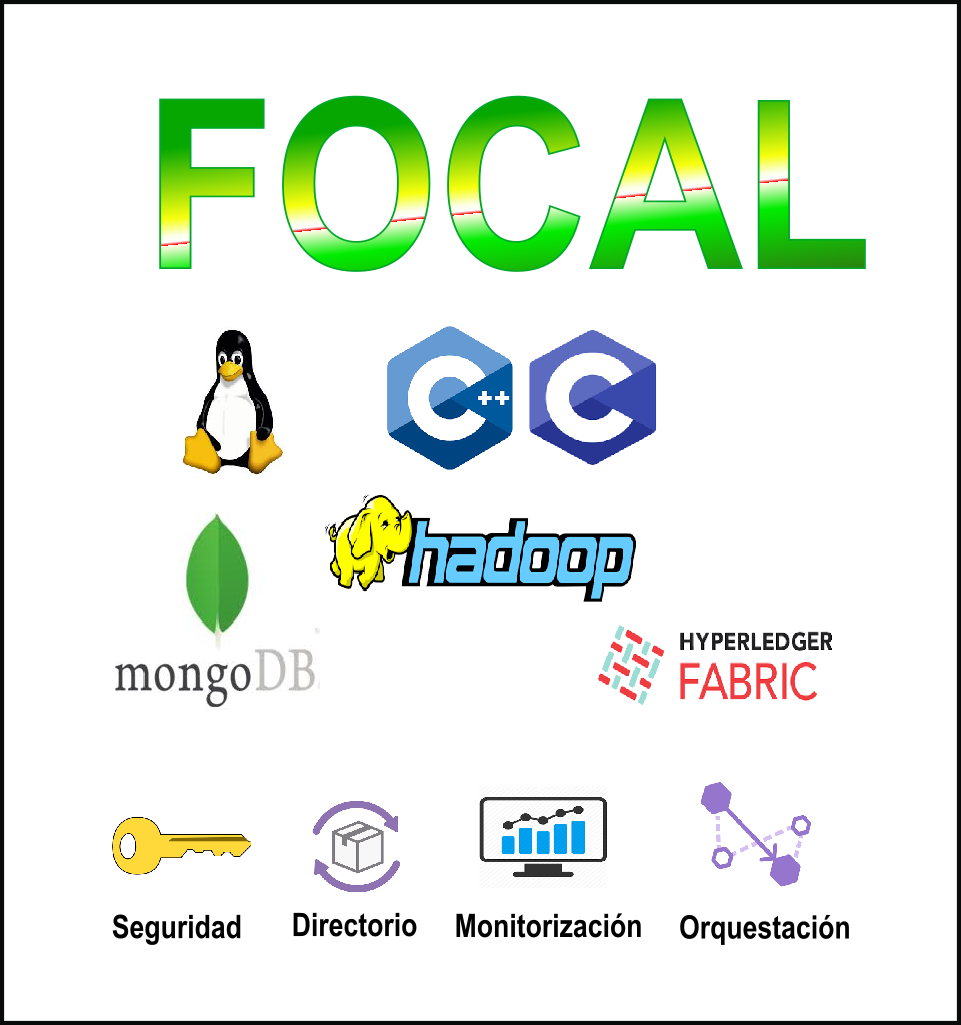 FOCAL
C++ C
hadoop
mongoDB
HYPERLEDGER
FABRIC
Seguridad Directorio Monitorización Orquestación